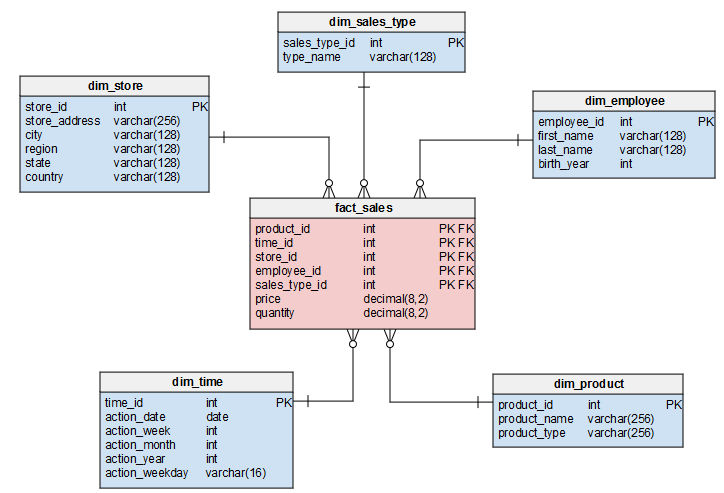 dim_sales_type
sales_type_id int PK
type_name varchar(128)
dim_store
store_id int PK
store_address varchar(256)
city varchar(128)
region varchar(128)
state varchar(128)
country varchar(128)
dim_employee
employee_id int PK
first_name varchar(128)
last_name varchar(128)
birth_year int
fact_sales
product_id int PK FK
time_id int PK FK
store_id int PK FK
employee_id int PK FK
sales_type_id int PK FK
price decimal(8,2)
quantity decimal(8,2)
dim_time
time_id int PK
action_date date
action_week int
action_month int
action_year int
action_weekday varchar(16)
dim_product
product_id int PK
product_name varchar(256)
product_type varchar(256)